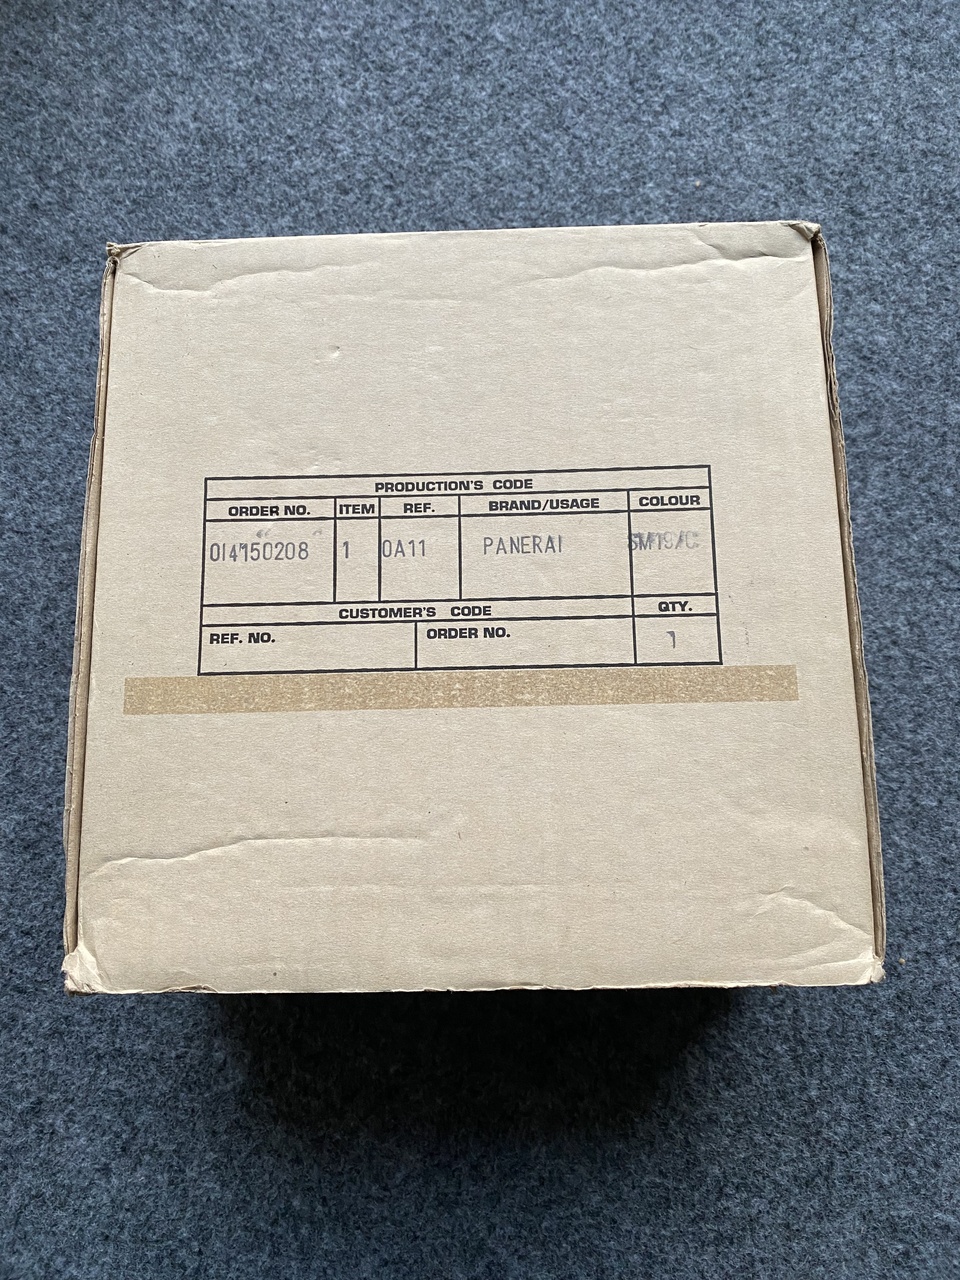 PRODUCTION'S CODE
ORDER NO. ITEM REF. BRAND/USAGE COLOUR
OI4150208 1 0A11 PANERAI
CUSTOMER'S CODE QTY.
REF. NO. ORDER NO. 1